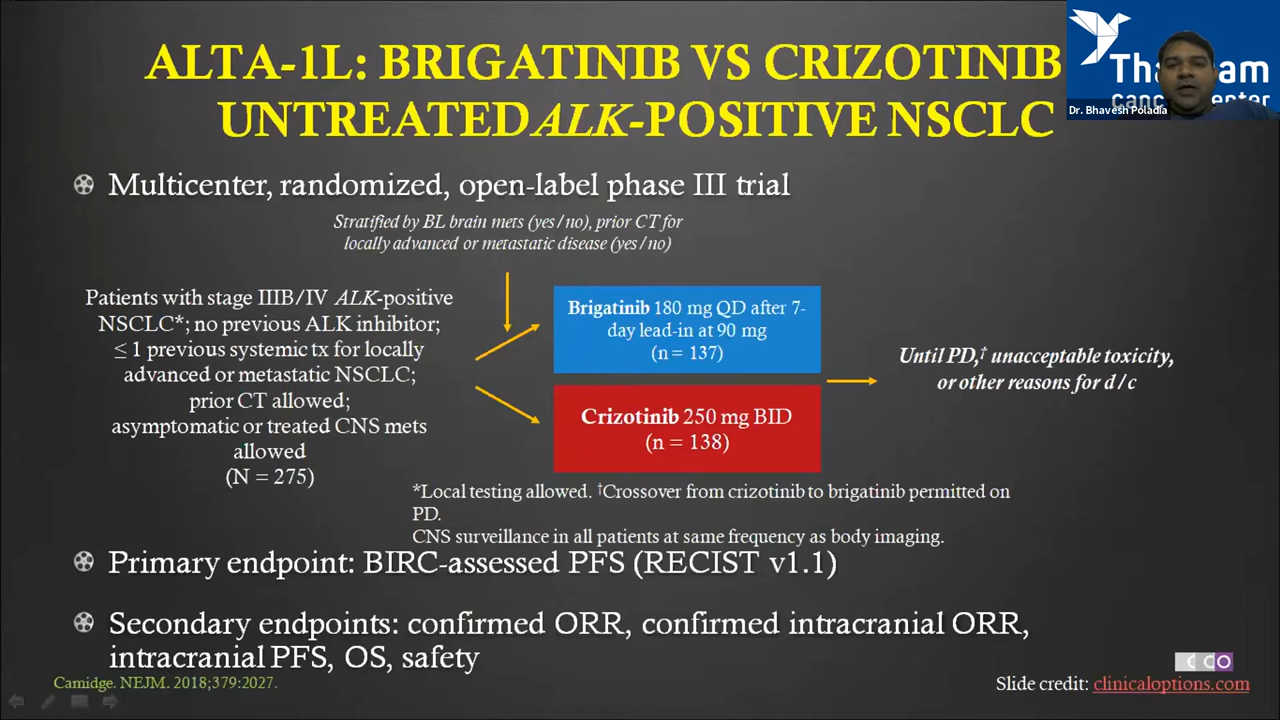 ALTA-1L: BRIGATINIB VS CRIZOTINIB
UNTREATED ALK-POSITIVE NSCLC
Dr. Bhavesh Poladia
Multicenter, randomized, open-label phase III trial
Stratified by BL brain mets (yes/no), prior CT for
locally advanced or metastatic disease (yes/no)
Patients with stage IIIB/IV ALK-positive
NSCLC*; no previous ALK inhibitor;
≤ 1 previous systemic tx for locally
advanced or metastatic NSCLC;
prior CT allowed;
asymptomatic or treated CNS mets
allowed
(N = 275)
Brigatinib 180 mg QD after 7-
day lead-in at 90 mg
(n = 137)
Crizotinib 250 mg BID
(n = 138)
Until PD,† unacceptable toxicity,
or other reasons for d/c
*Local testing allowed. †Crossover from crizotinib to brigatinib permitted on
PD.
CNS surveillance in all patients at same frequency as body imaging.
Primary endpoint: BIRC-assessed PFS (RECIST v1.1)
Secondary endpoints: confirmed ORR, confirmed intracranial ORR,
intracranial PFS, OS, safety
Camidge. NEJM. 2018;379:2027.
CCO
Slide credit: clinicaloptions.com